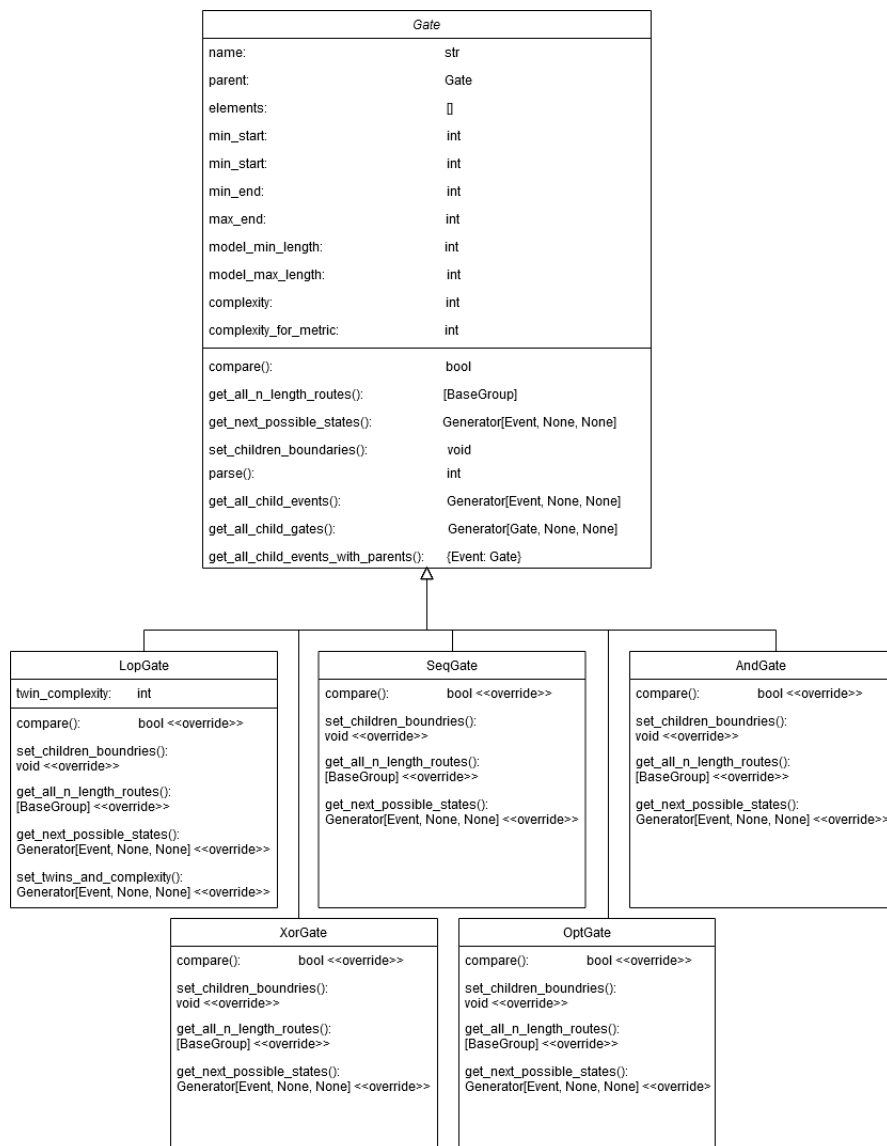 Gate
name: str
parent: Gate
elements: []
min_start: int
min_start: int
min_end: int
max_end: int
model_min_length: int
model_max_length: int
complexity: int
complexity_for_metric: int
compare(): bool
get_all_n_length_routes(): [BaseGroup]
get_next_possible_states(): Generator[Event, None, None]
set_children_boundaries(): void
parse(): int
get_all_child_events(): Generator[Event, None, None]
get_all_child_gates(): Generator[Gate, None, None]
get_all_child_events_with_parents(): {Event: Gate}
LopGate
twin_complexity: int
compare(): bool <<override>>
set_children_boundries():
void <<override>>
get_all_n_length_routes():
[BaseGroup] <<override>>
get_next_possible_states():
Generator[Event, None, None] <<override>>
set_twins_and_complexity():
Generator[Event, None, None] <<override>>
SeqGate
compare(): bool <<override>>
set_children_boundries():
void <<override>>
get_all_n_length_routes():
[BaseGroup] <<override>>
get_next_possible_states():
Generator[Event, None, None] <<override>>
AndGate
compare(): bool <<override>>
set_children_boundries():
void <<override>>
get_all_n_length_routes():
[BaseGroup] <<override>>
get_next_possible_states():
Generator[Event, None, None] <<override>>
XorGate
compare(): bool <<override>>
set_children_boundries():
void <<override>>
get_all_n_length_routes():
[BaseGroup] <<override>>
get_next_possible_states():
Generator[Event, None, None] <<override>>
OptGate
compare(): bool <<override>>
set_children_boundries():
void <<override>>
get_all_n_length_routes():
[BaseGroup] <<override>>
get_next_possible_states():
Generator[Event, None, None] <<override>